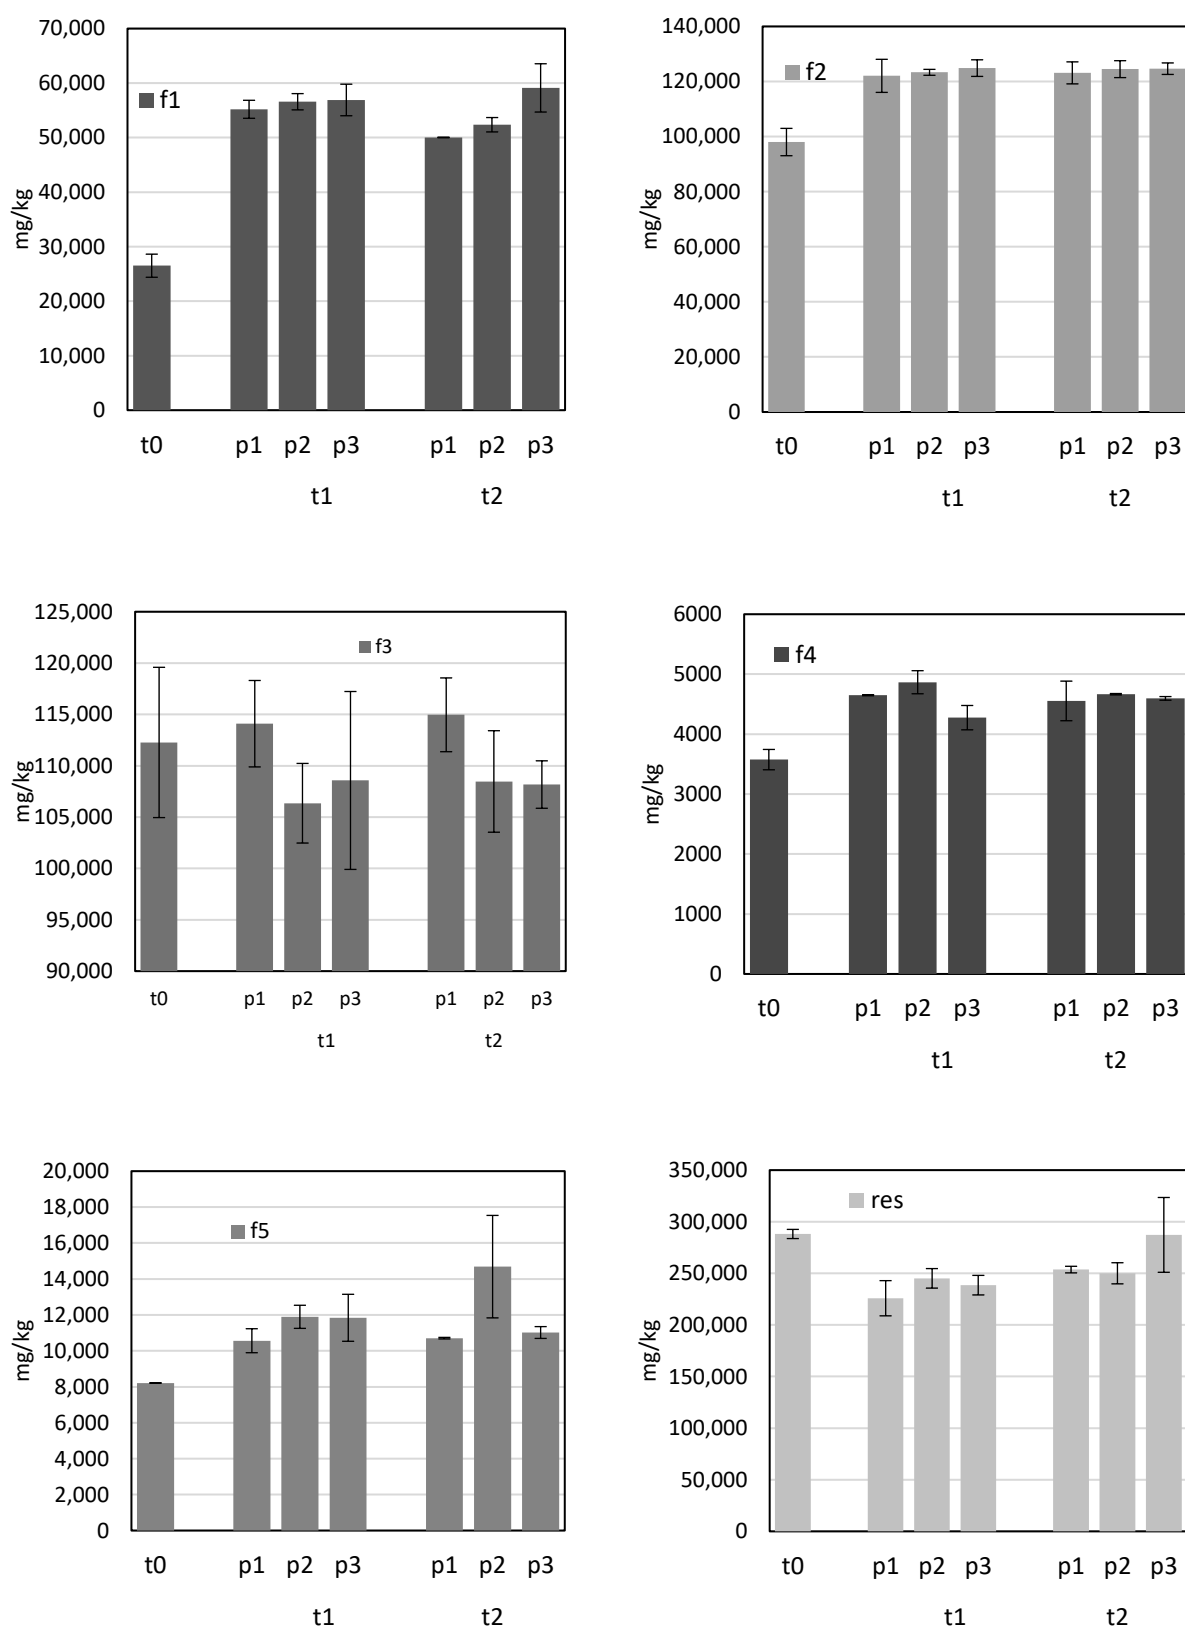 70,000
60,000
50,000
40,000
30,000
20,000
10,000
0
mg/kg
f1
t0 p1 p2 p3 p1 p2 p3
t1 t2
140,000
120,000
100,000
80,000
60,000
40,000
20,000
0
mg/kg
f2
t0 p1 p2 p3 p1 p2 p3
t1 t2
125,000
120,000
115,000
110,000
105,000
100,000
95,000
90,000
mg/kg
f3
t0 p1 p2 p3 p1 p2 p3
t1 t2
6000
5000
4000
3000
2000
1000
0
mg/kg
f4
t0 p1 p2 p3 p1 p2 p3
t1 t2
20,000
18,000
16,000
14,000
12,000
10,000
8,000
6,000
4,000
2,000
0
mg/kg
f5
t0 p1 p2 p3 p1 p2 p3
t1 t2
350,000
300,000
250,000
200,000
150,000
100,000
50,000
0
mg/kg
res
t0 p1 p2 p3 p1 p2 p3
t1 t2